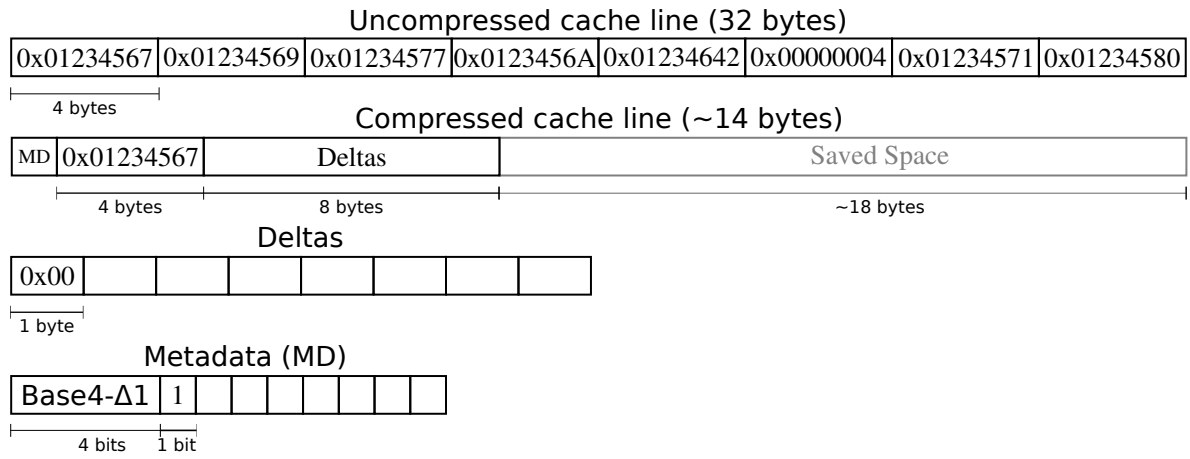 Uncompressed cache line (32 bytes)
0x01234567 0x01234569 0x01234577 0x0123456A 0x01234642 0x00000004 0x01234571 0x01234580
4 bytes
Compressed cache line (~14 bytes)
MD 0x01234567 Deltas Saved Space
4 bytes 8 bytes ~18 bytes
Deltas
0x00
1 byte
Metadata (MD)
Base4-Δ1 1
4 bits 1 bit